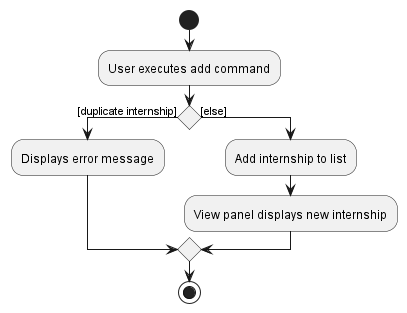 User executes add command
[duplicate internship]
[else]
Displays error message
Add internship to list
View panel displays new internship